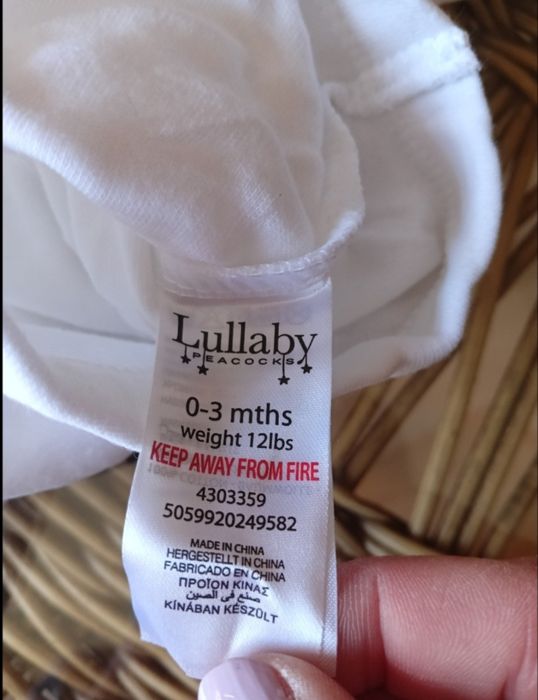 Lullaby
PEACOCKS
0-3 mths
weight 12lbs
KEEP AWAY FROM FIRE
4303359
5059920249582
MADE IN CHINA
HERGESTELLT IN CHINA
FABRICADO EN CHINA
ΠΡΟΪΟΝ ΚΙΝΑΣ
صنع في الصين
KÍNÁBAN KÉSZÜLT